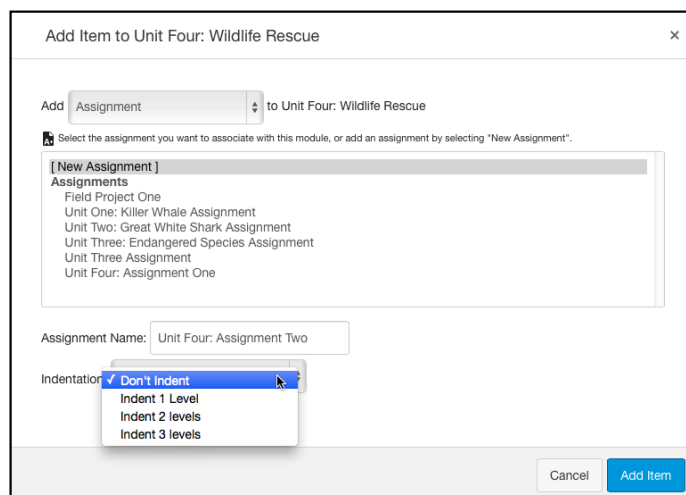 Add Item to Unit Four: Wildlife Rescue ×
Add Assignment to Unit Four: Wildlife Rescue
Select the assignment you want to associate with this module, or add an assignment by selecting "New Assignment".
[ New Assignment ]
Assignments
Field Project One
Unit One: Killer Whale Assignment
Unit Two: Great White Shark Assignment
Unit Three: Endangered Species Assignment
Unit Three Assignment
Unit Four: Assignment One
Assignment Name: Unit Four: Assignment Two
Indentation ✓ Don't Indent
Indent 1 Level
Indent 2 levels
Indent 3 levels
Cancel Add Item